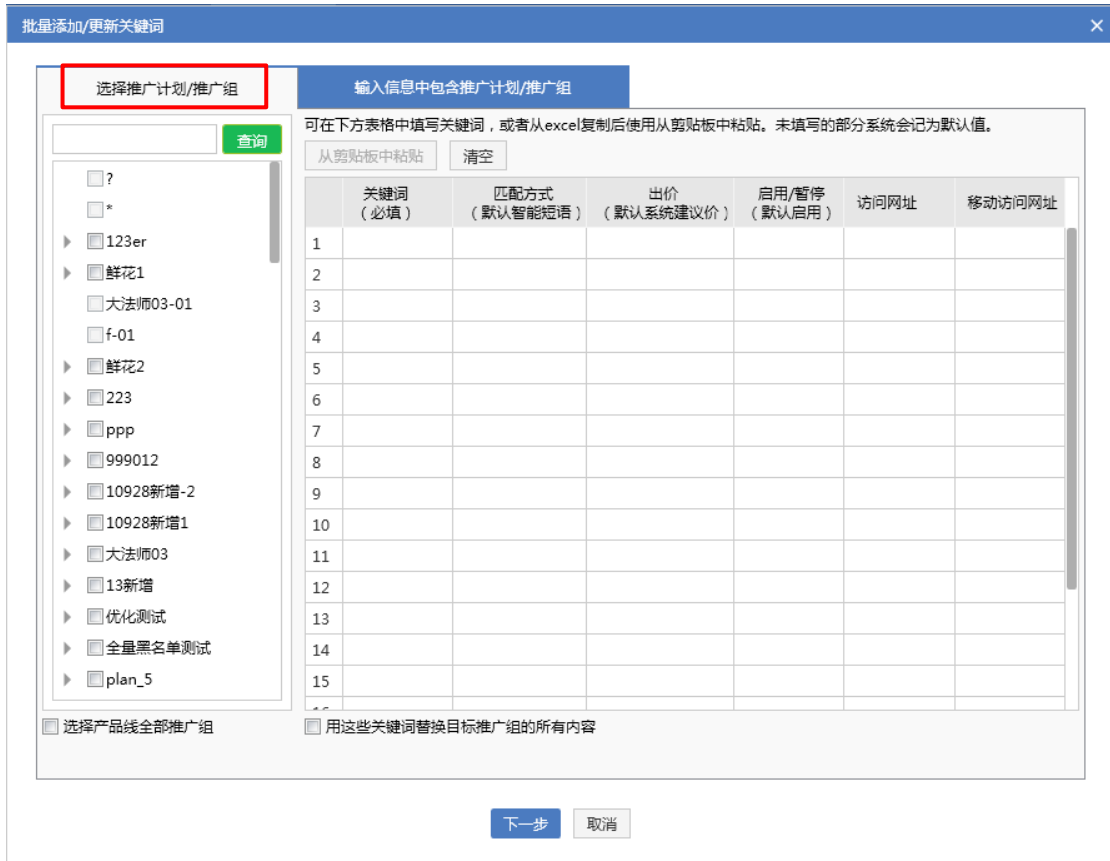 批量添加/更新关键词
选择推广计划/推广组
输入信息中包含推广计划/推广组
查询
?
*
123er
鲜花1
大法师03-01
f-01
鲜花2
223
ppp
999012
10928新增-2
10928新增1
大法师03
13新增
优化测试
全量黑名单测试
plan_5
选择产品线全部推广组
可在下方表格中填写关键词，或者从excel复制后使用从剪贴板中粘贴。未填写的部分系统会记为默认值。
从剪贴板中粘贴 清空
关键词 匹配方式 出价 启用/暂停 访问网址 移动访问网址
（必填） （默认智能短语） （默认系统建议价） （默认启用）
1
2
3
4
5
6
7
8
9
10
11
12
13
14
15
用这些关键词替换目标推广组的所有内容
下一步 取消